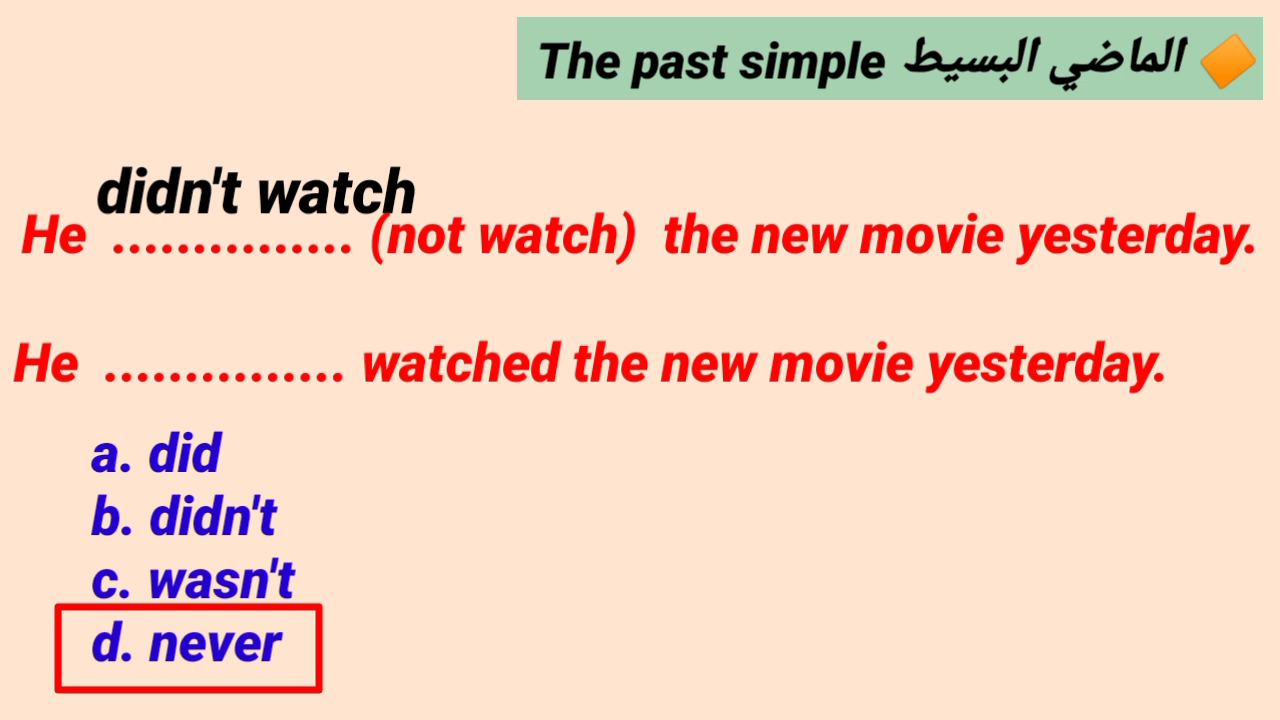 The past simple الماضي البسيط 🔶
didn't watch
He ............... (not watch) the new movie yesterday.
He ............... watched the new movie yesterday.
a. did
b. didn't
c. wasn't
d. never